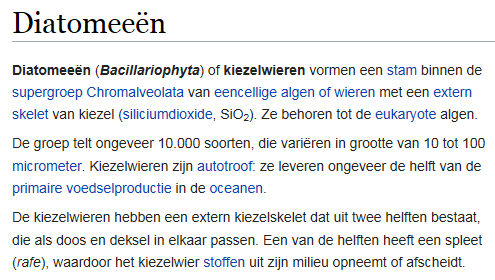 Diatomeeën
Diatomeeën (Bacillariophyta) of kiezelwieren vormen een stam binnen de
supergroep Chromalveolata van eencellige algen of wieren met een extern
skelet van kiezel (siliciumdioxide, SiO₂). Ze behoren tot de eukaryote algen.
De groep telt ongeveer 10.000 soorten, die variëren in grootte van 10 tot 100
micrometer. Kiezelwieren zijn autotroof: ze leveren ongeveer de helft van de
primaire voedselproductie in de oceanen.
De kiezelwieren hebben een extern kiezelskelet dat uit twee helften bestaat,
die als doos en deksel in elkaar passen. Een van de helften heeft een spleet
(rafe), waardoor het kiezelwier stoffen uit zijn milieu opneemt of afscheidt.